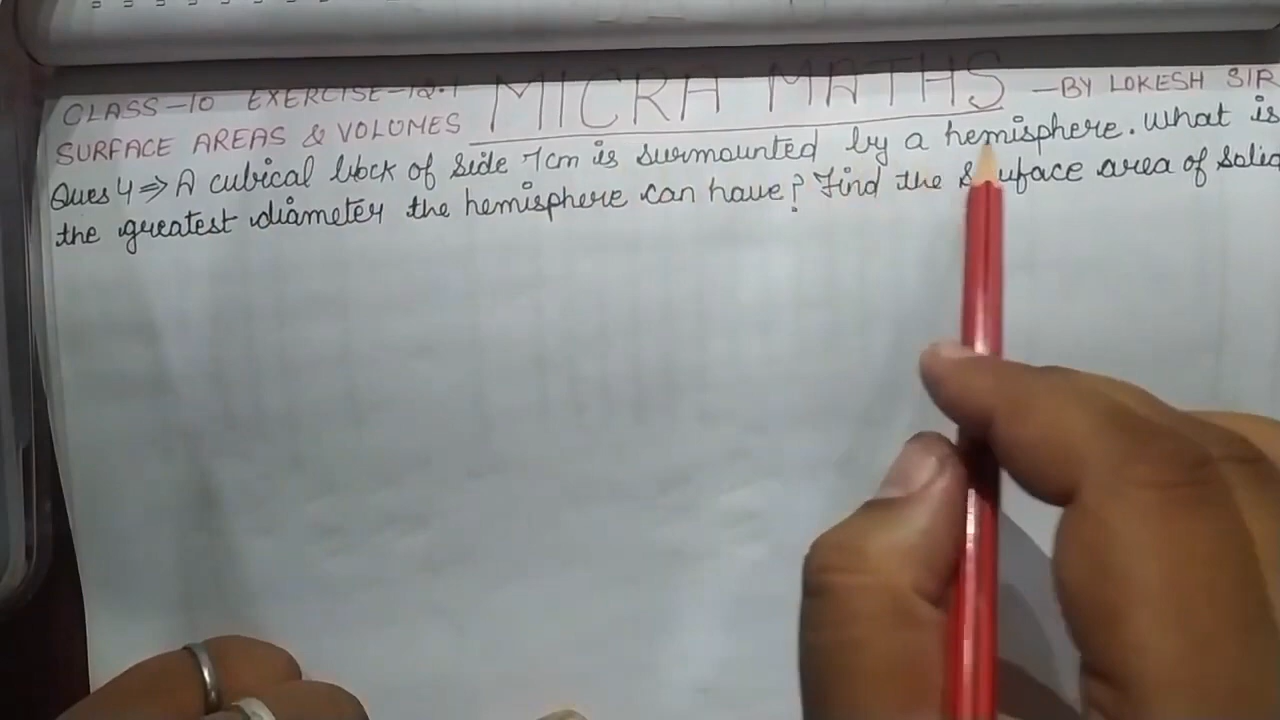 CLASS-10 EXERCISE-12.1 MICRA MATHS -BY LOKESH SIR
SURFACE AREAS & VOLUMES
Ques 4⇒ A cubical block of side 7cm is surmounted by a hemisphere. What is
the greatest diameter the hemisphere can have? Find the Surface area of Solid